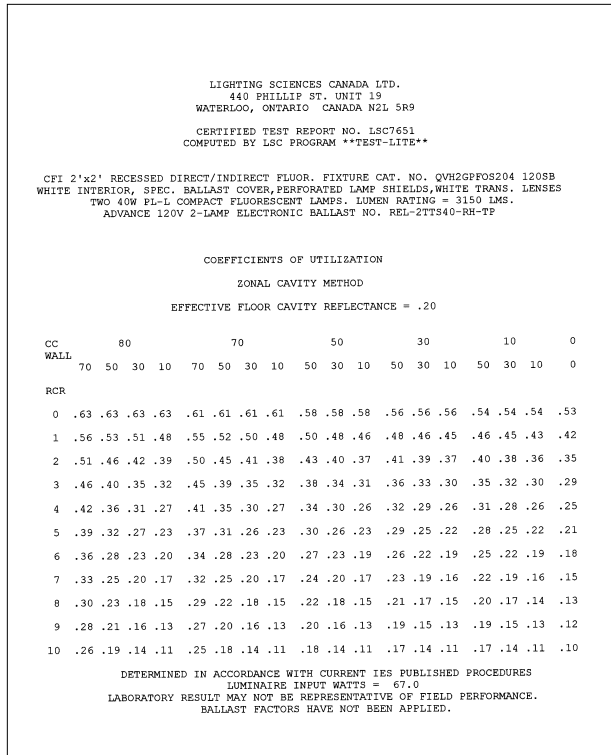 LIGHTING SCIENCES CANADA LTD.
440 PHILLIP ST. UNIT 19
WATERLOO, ONTARIO CANADA N2L 5R9
CERTIFIED TEST REPORT NO. LSC7651
COMPUTED BY LSC PROGRAM **TEST-LITE**
CFI 2'x2' RECESSED DIRECT/INDIRECT FLUOR. FIXTURE CAT. NO. QVH2GPFOS204 120SB
WHITE INTERIOR, SPEC. BALLAST COVER,PERFORATED LAMP SHIELDS,WHITE TRANS. LENSES
TWO 40W PL-L COMPACT FLUORESCENT LAMPS. LUMEN RATING = 3150 LMS.
ADVANCE 120V 2-LAMP ELECTRONIC BALLAST NO. REL-2TTS40-RH-TP
COEFFICIENTS OF UTILIZATION
ZONAL CAVITY METHOD
EFFECTIVE FLOOR CAVITY REFLECTANCE = .20
CC 80 70 50 30 10 0
WALL
70 50 30 10 70 50 30 10 50 30 10 50 30 10 50 30 10 0
RCR
0 .63 .63 .63 .63 .61 .61 .61 .61 .58 .58 .58 .56 .56 .56 .54 .54 .54 .53
1 .56 .53 .51 .48 .55 .52 .50 .48 .50 .48 .46 .48 .46 .45 .46 .45 .43 .42
2 .51 .46 .42 .39 .50 .45 .41 .38 .43 .40 .37 .41 .39 .37 .40 .38 .36 .35
3 .46 .40 .35 .32 .45 .39 .35 .32 .38 .34 .31 .36 .33 .30 .35 .32 .30 .29
4 .42 .36 .31 .27 .41 .35 .30 .27 .34 .30 .26 .32 .29 .26 .31 .28 .26 .25
5 .39 .32 .27 .23 .37 .31 .26 .23 .30 .26 .23 .29 .25 .22 .28 .25 .22 .21
6 .36 .28 .23 .20 .34 .28 .23 .20 .27 .23 .19 .26 .22 .19 .25 .22 .19 .18
7 .33 .25 .20 .17 .32 .25 .20 .17 .24 .20 .17 .23 .19 .16 .22 .19 .16 .15
8 .30 .23 .18 .15 .29 .22 .18 .15 .22 .18 .15 .21 .17 .15 .20 .17 .14 .13
9 .28 .21 .16 .13 .27 .20 .16 .13 .20 .16 .13 .19 .15 .13 .19 .15 .13 .12
10 .26 .19 .14 .11 .25 .18 .14 .11 .18 .14 .11 .17 .14 .11 .17 .14 .11 .10
DETERMINED IN ACCORDANCE WITH CURRENT IES PUBLISHED PROCEDURES
LUMINAIRE INPUT WATTS = 67.0
LABORATORY RESULT MAY NOT BE REPRESENTATIVE OF FIELD PERFORMANCE.
BALLAST FACTORS HAVE NOT BEEN APPLIED.